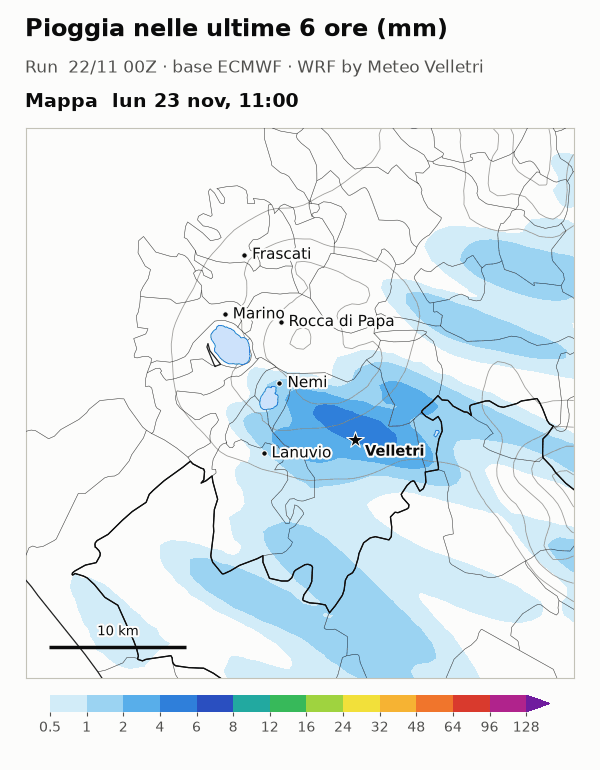 Pioggia nelle ultime 6 ore (mm)
Run  22/11 00Z · base ECMWF · WRF by Meteo Velletri
Mappa  lun 23 nov, 11:00
Frascati
Marino
Rocca di Papa
Nemi
Velletri
Lanuvio
10 km
0.5 1 2 4 6 8 12 16 24 32 48 64 96 128